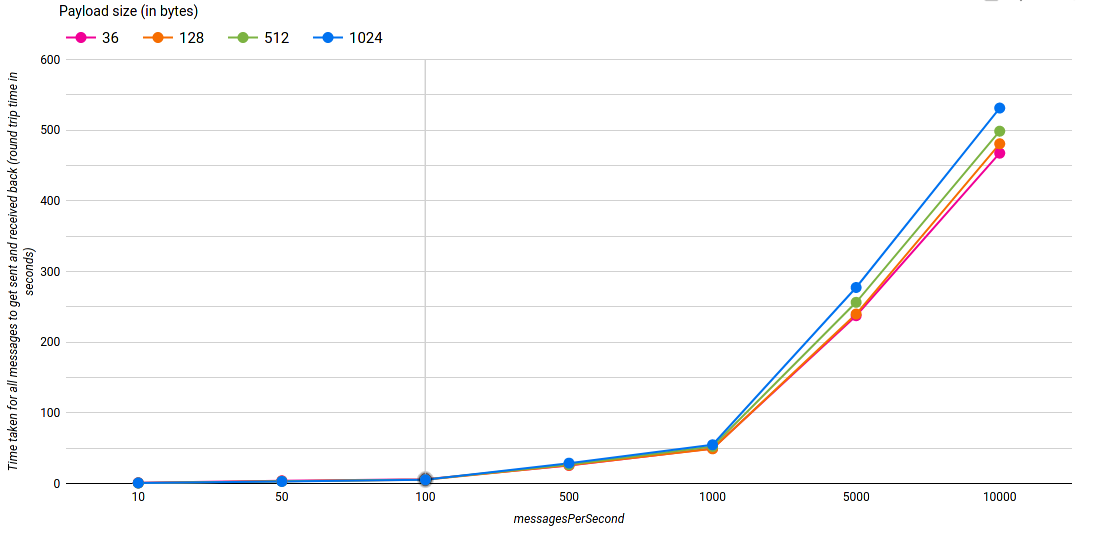 Payload size (in bytes)
36 128 512 1024
Time taken for all messages to get sent and received back (round trip time in
seconds)
600
500
400
300
200
100
0
10 50 100 500 1000 5000 10000
messagesPerSecond